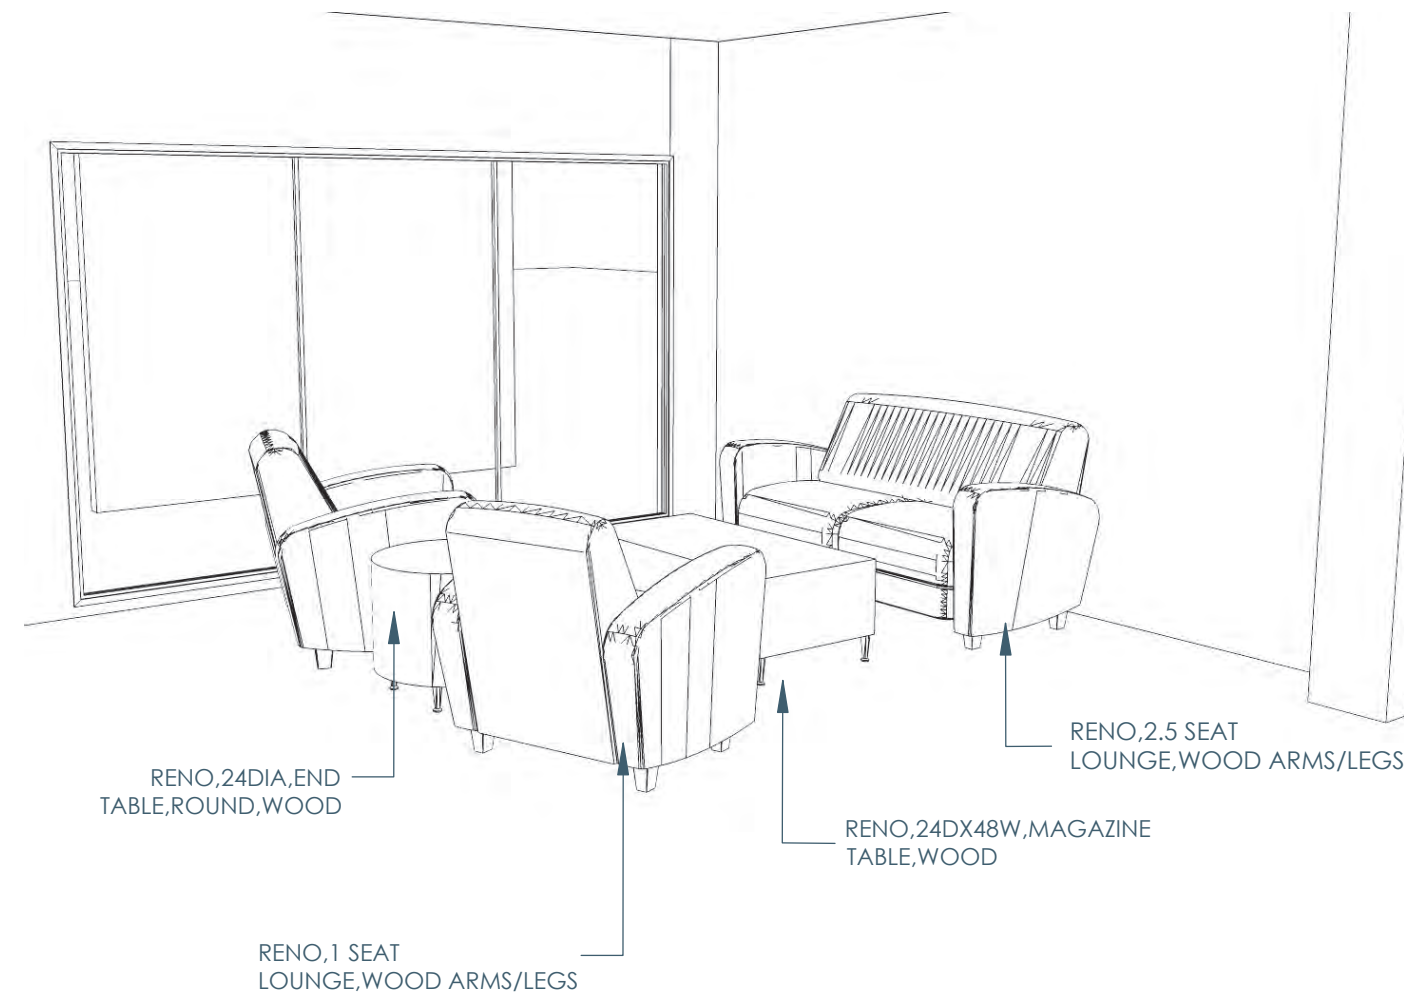 RENO,2.5 SEAT
LOUNGE,WOOD ARMS/LEGS
RENO,24DIA,END
TABLE,ROUND,WOOD
RENO,24DX48W,MAGAZINE
TABLE,WOOD
RENO,1 SEAT
LOUNGE,WOOD ARMS/LEGS